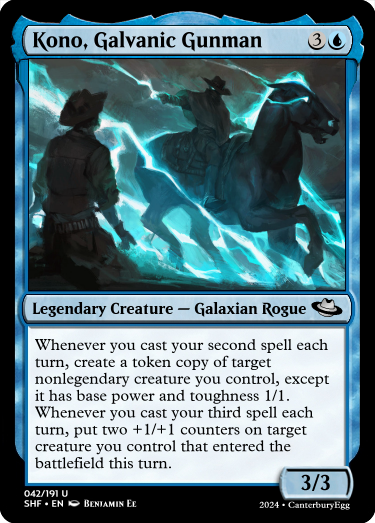 Kono, Galvanic Gunman 3
Legendary Creature — Galaxian Rogue
Whenever you cast your second spell each
turn, create a token copy of target
nonlegendary creature you control, except
it has base power and toughness 1/1.
Whenever you cast your third spell each
turn, put two +1/+1 counters on target
creature you control that entered the
battlefield this turn.
3/3
042/191 U
SHF • EN Benjamin Ee
2024 • CanterburyEgg